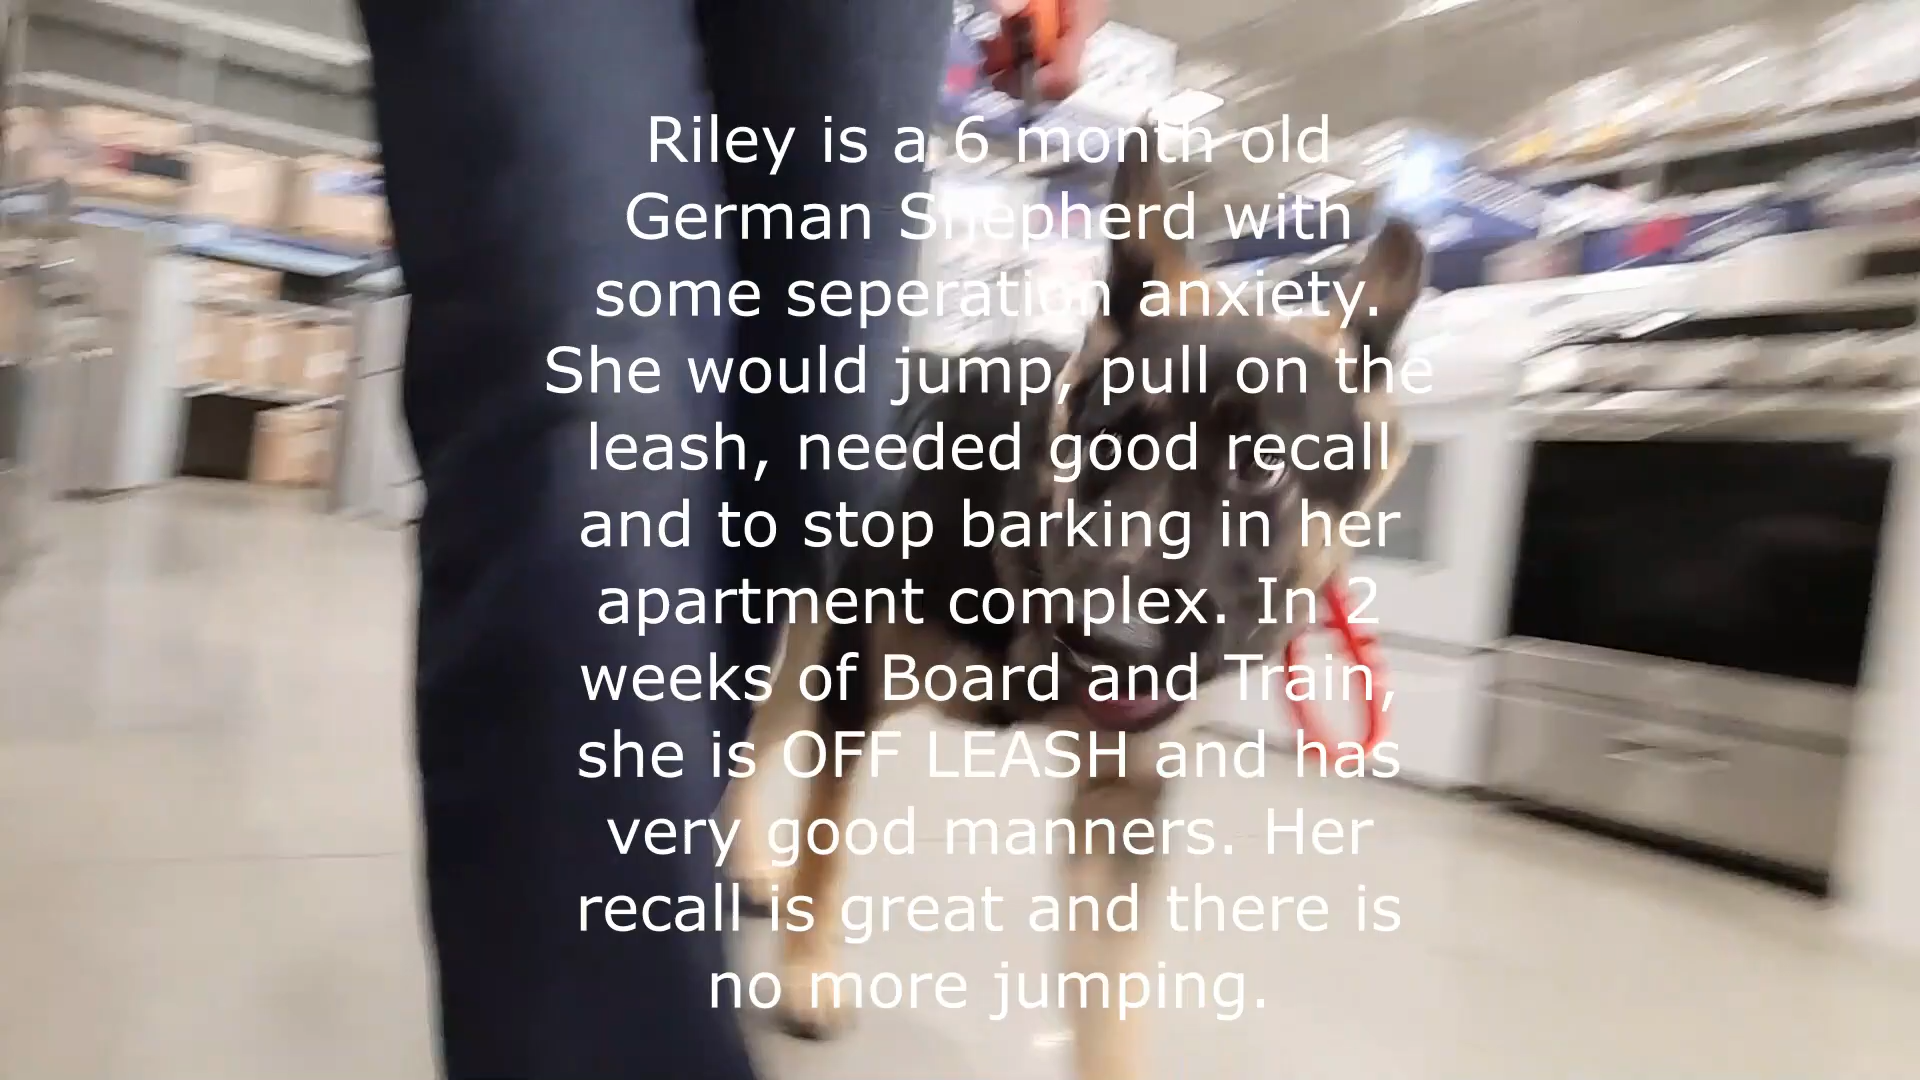 Riley is a 6 month old
German Shepherd with
some seperation anxiety.
She would jump, pull on the
leash, needed good recall
and to stop barking in her
apartment complex. In 2
weeks of Board and Train,
she is OFF LEASH and has
very good manners. Her
recall is great and there is
no more jumping.